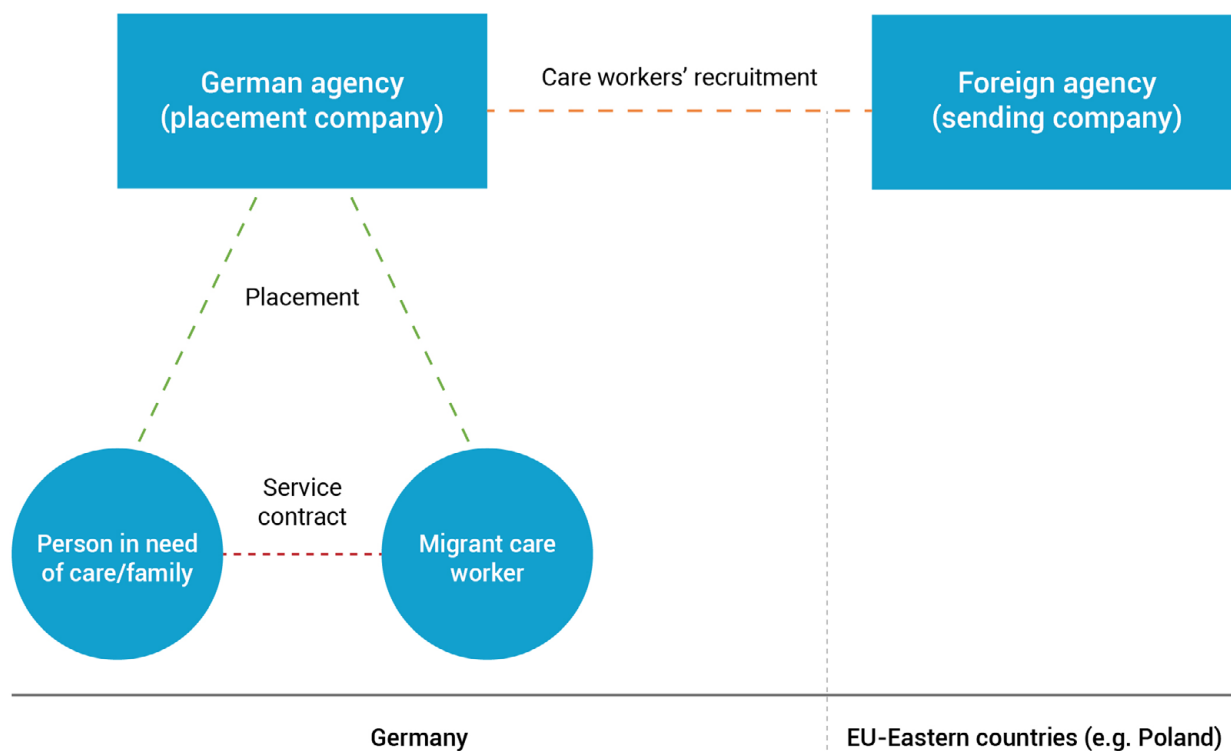 German agency
(placement company)
Care workers’ recruitment
Foreign agency
(sending company)
Placement
Service
contract
Person in need
of care/family
Migrant care
worker
Germany
EU-Eastern countries (e.g. Poland)